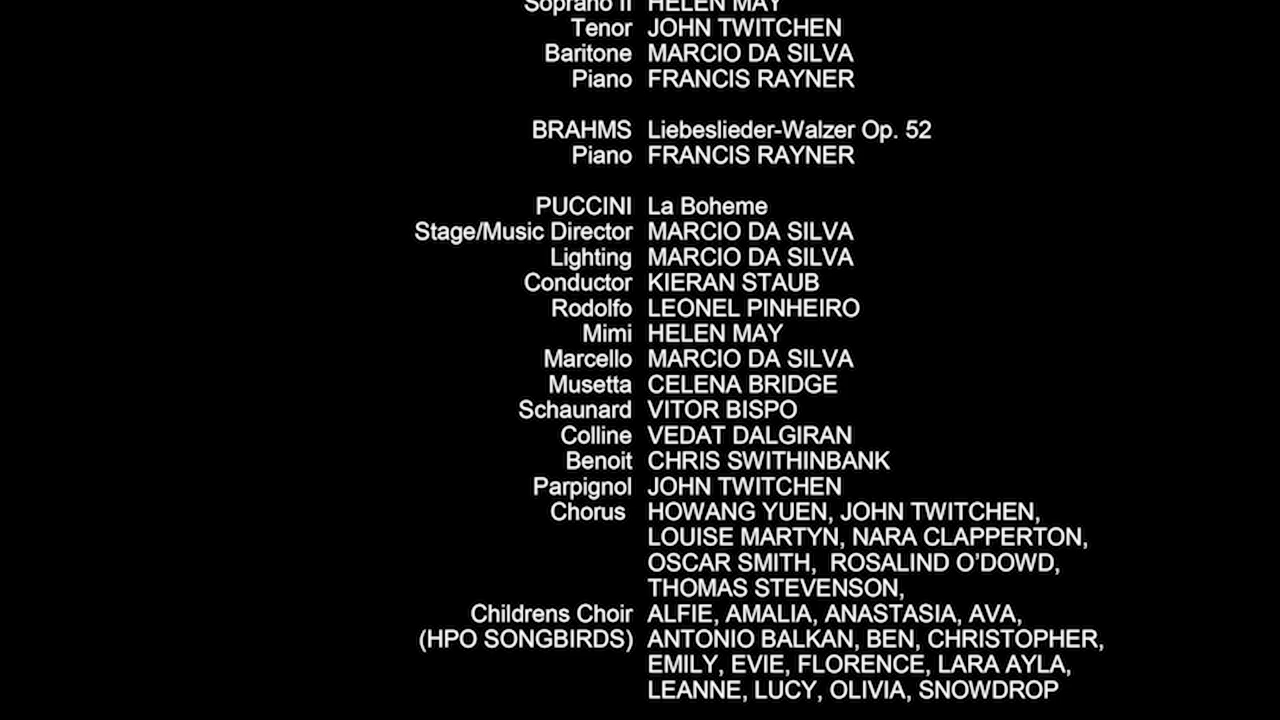 Soprano II HELEN MAY
Tenor JOHN TWITCHEN
Baritone MARCIO DA SILVA
Piano FRANCIS RAYNER
BRAHMS Liebeslieder-Walzer Op. 52
Piano FRANCIS RAYNER
PUCCINI La Boheme
Stage/Music Director MARCIO DA SILVA
Lighting MARCIO DA SILVA
Conductor KIERAN STAUB
Rodolfo LEONEL PINHEIRO
Mimi HELEN MAY
Marcello MARCIO DA SILVA
Musetta CELENA BRIDGE
Schaunard VITOR BISPO
Colline VEDAT DALGIRAN
Benoit CHRIS SWITHINBANK
Parpignol JOHN TWITCHEN
Chorus HOWANG YUEN, JOHN TWITCHEN,
LOUISE MARTYN, NARA CLAPPERTON,
OSCAR SMITH, ROSALIND O’DOWD,
THOMAS STEVENSON,
Childrens Choir ALFIE, AMALIA, ANASTASIA, AVA,
(HPO SONGBIRDS) ANTONIO BALKAN, BEN, CHRISTOPHER,
EMILY, EVIE, FLORENCE, LARA AYLA,
LEANNE, LUCY, OLIVIA, SNOWDROP